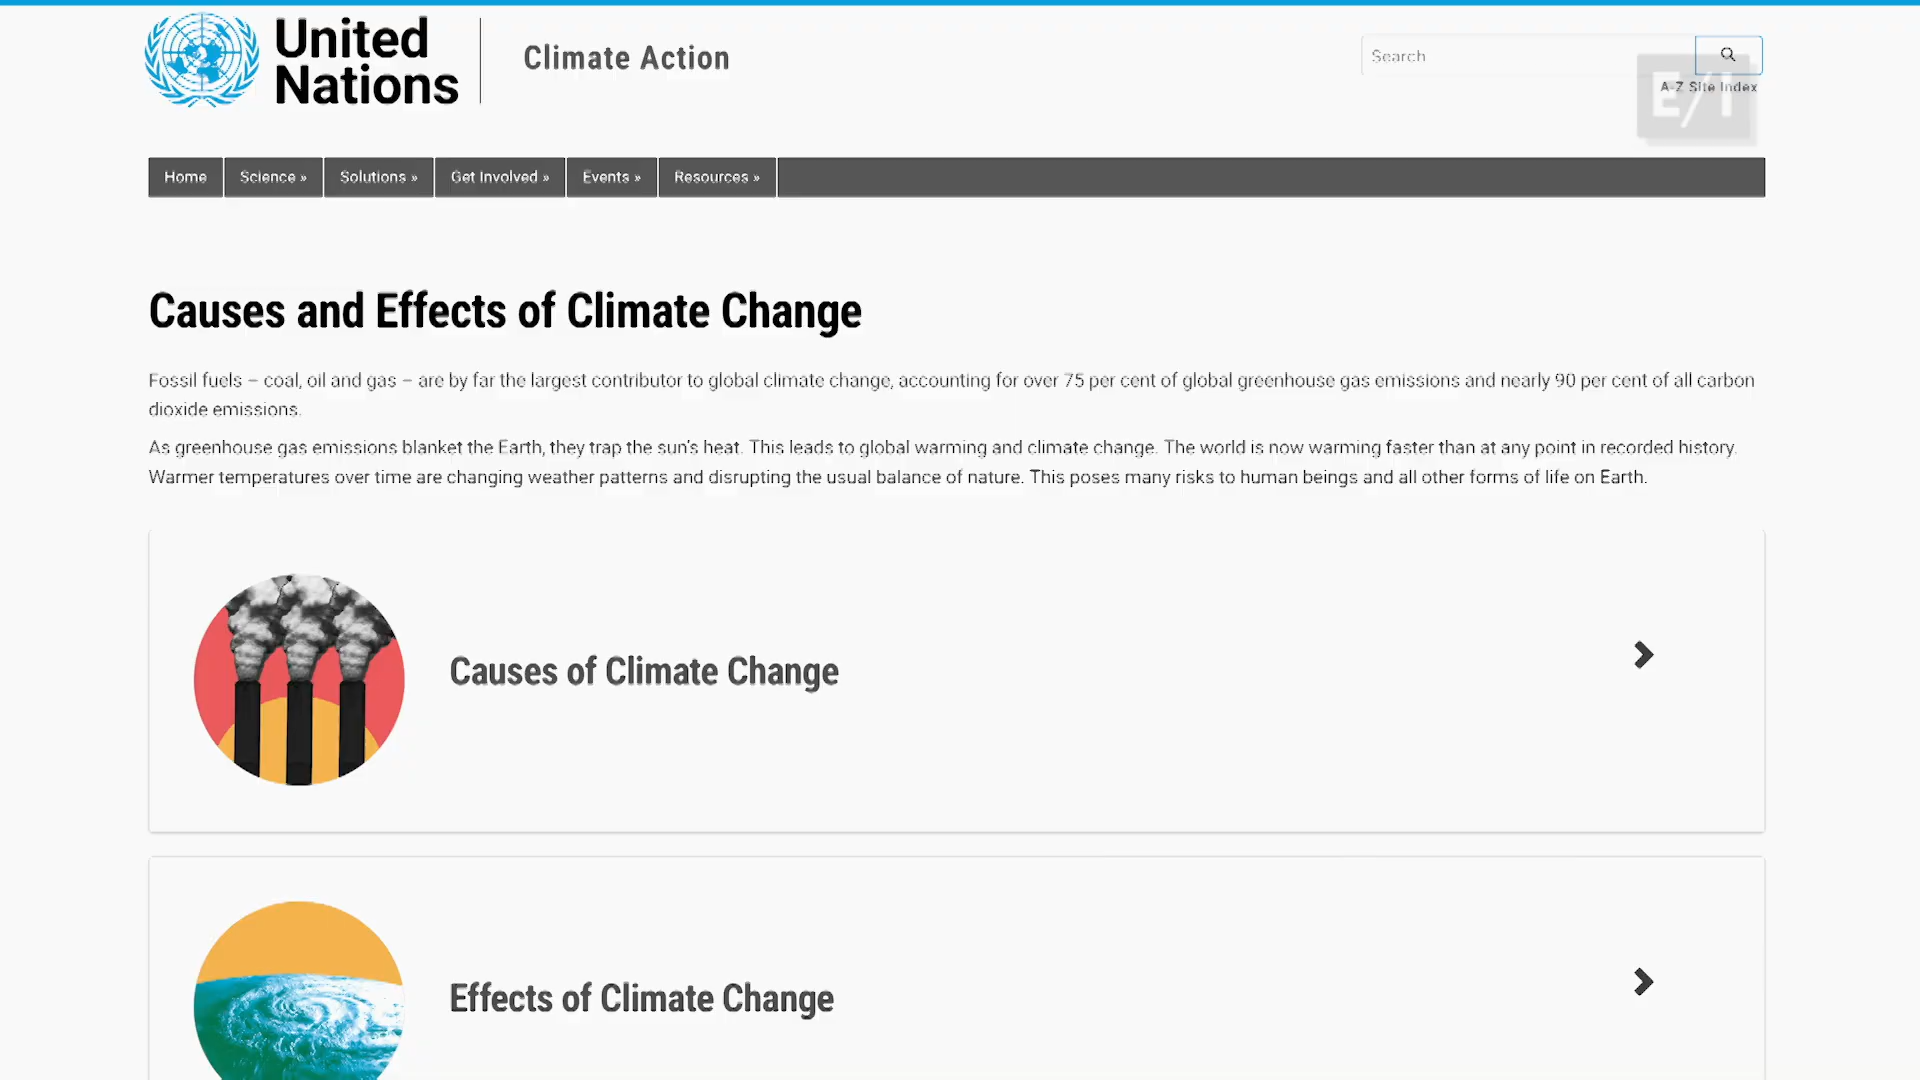 United
Nations
Climate Action
Search
A-Z Site Index
E/I
Home
Science »
Solutions »
Get Involved »
Events »
Resources »
Causes and Effects of Climate Change
Fossil fuels – coal, oil and gas – are by far the largest contributor to global climate change, accounting for over 75 per cent of global greenhouse gas emissions and nearly 90 per cent of all carbon
dioxide emissions.
As greenhouse gas emissions blanket the Earth, they trap the sun's heat. This leads to global warming and climate change. The world is now warming faster than at any point in recorded history.
Warmer temperatures over time are changing weather patterns and disrupting the usual balance of nature. This poses many risks to human beings and all other forms of life on Earth.
Causes of Climate Change
Effects of Climate Change